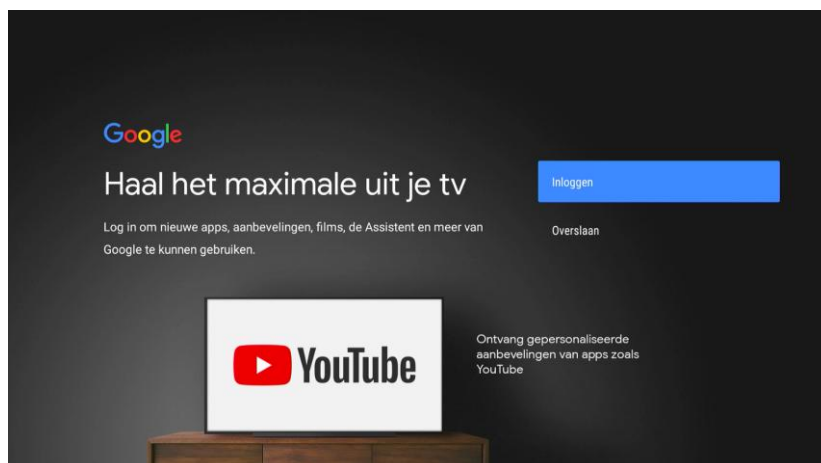 Google
Haal het maximale uit je tv
Log in om nieuwe apps, aanbevelingen, films, de Assistent en meer van
Google te kunnen gebruiken.
Inloggen
Overslaan
YouTube
Ontvang gepersonaliseerde
aanbevelingen van apps zoals
YouTube